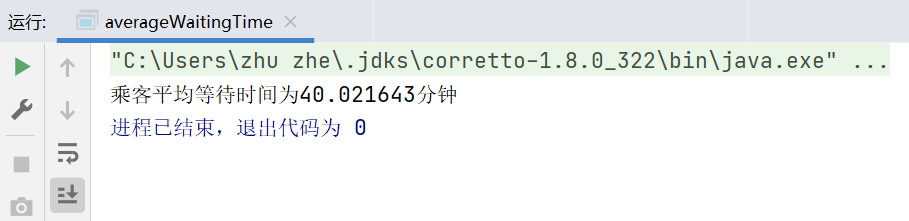 运行: averageWaitingTime
"C:\Users\zhu zhe\.jdks\corretto-1.8.0_322\bin\java.exe" ...
乘客平均等待时间为40.021643分钟
进程已结束，退出代码为 0